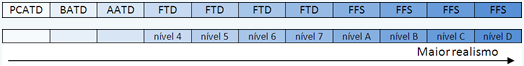 PCATD BATD AATD FTD FTD FTD FTD FFS FFS FFS FFS
nível 4 nível 5 nível 6 nível 7 nível A nível B nível C nível D
Maior realismo